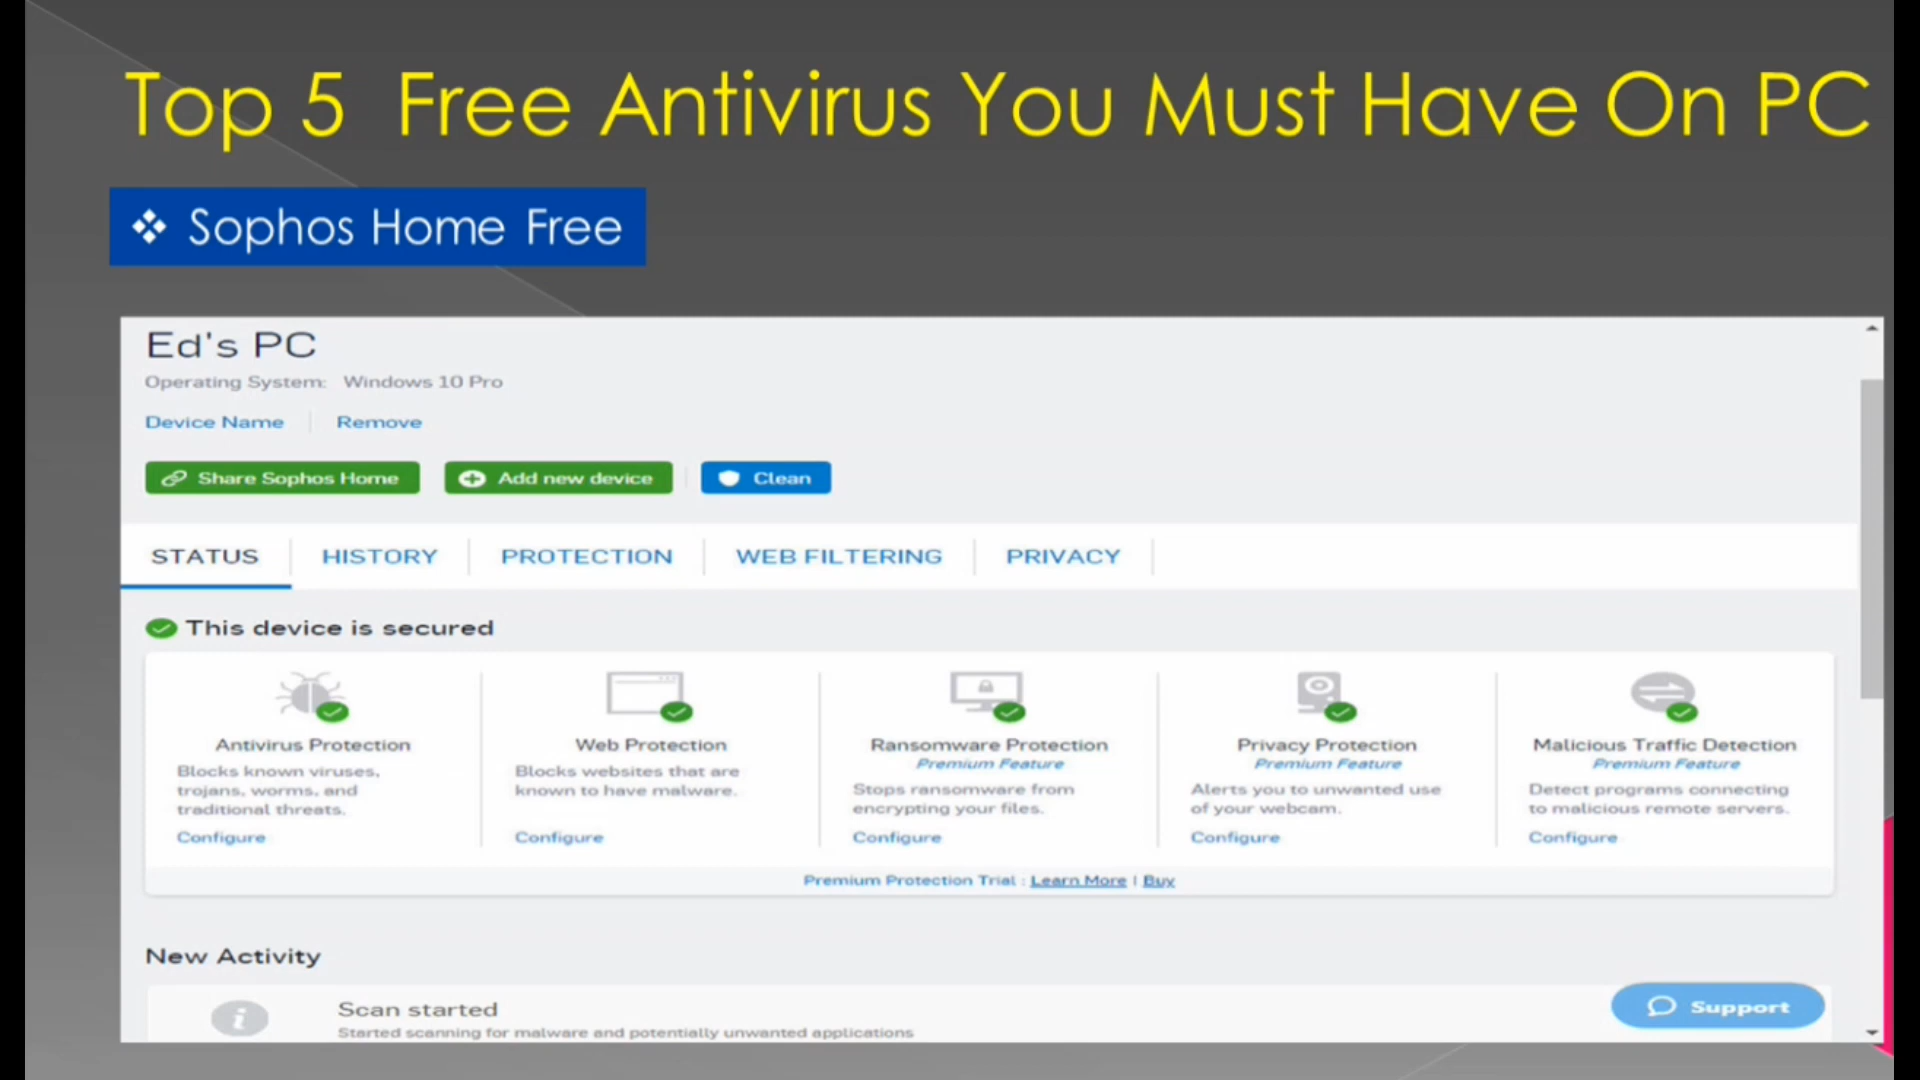 Top 5 Free Antivirus You Must Have On PC
❖ Sophos Home Free
Ed's PC
Operating System: Windows 10 Pro
Device Name Remove
Share Sophos Home Add new device Clean
STATUS HISTORY PROTECTION WEB FILTERING PRIVACY
This device is secured
Antivirus Protection
Blocks known viruses,
trojans, worms, and
traditional threats.
Configure
Web Protection
Blocks websites that are
known to have malware.
Configure
Ransomware Protection
Premium Feature
Stops ransomware from
encrypting your files.
Configure
Privacy Protection
Premium Feature
Alerts you to unwanted use
of your webcam.
Configure
Malicious Traffic Detection
Premium Feature
Detect programs connecting
to malicious remote servers.
Configure
Premium Protection Trial : Learn More | Buy
New Activity
Scan started
Started scanning for malware and potentially unwanted applications
Support